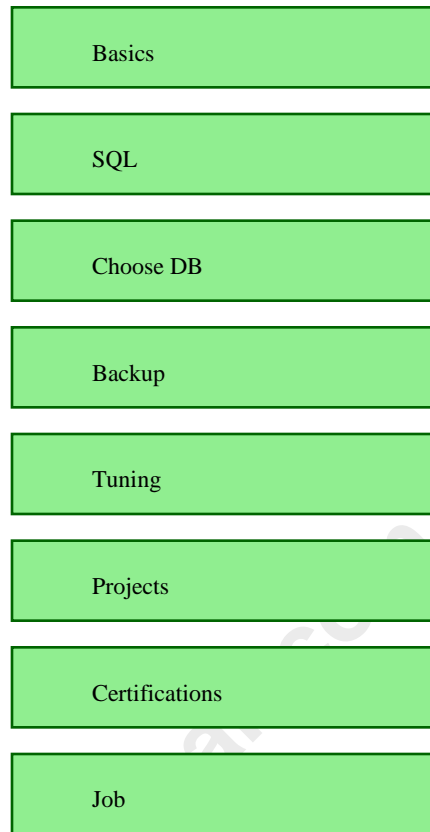 Basics
SQL
Choose DB
Backup
Tuning
Projects
Certifications
Job